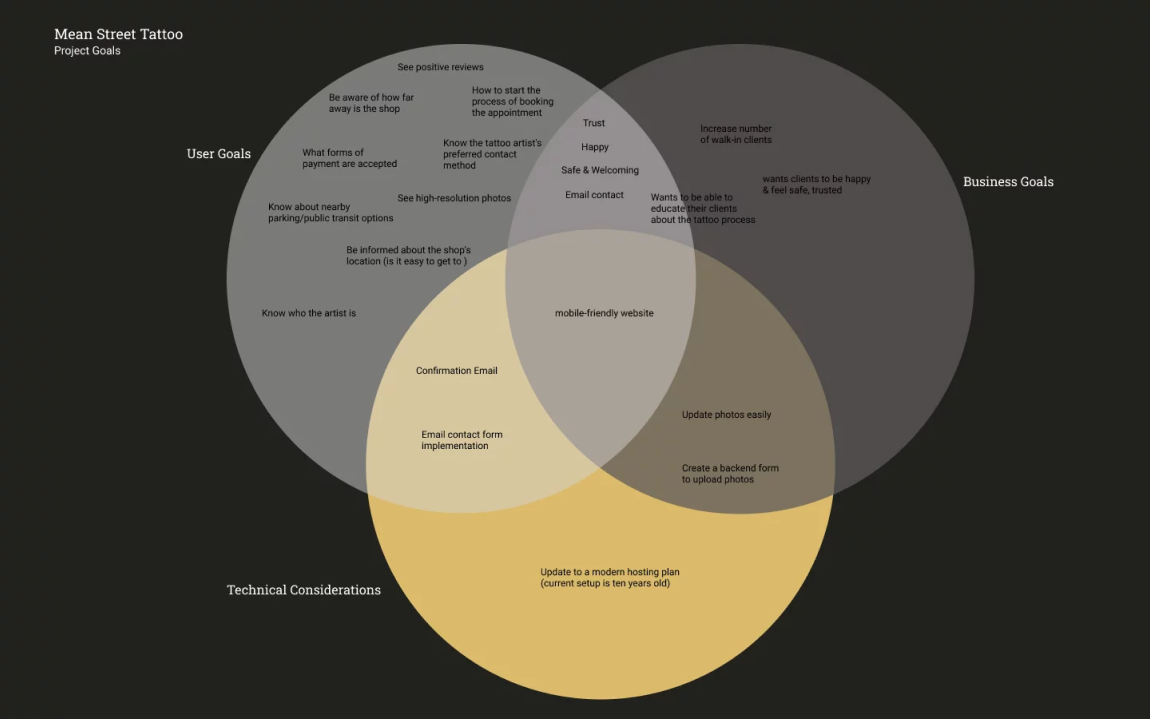 Mean Street Tattoo
Project Goals
User Goals
See positive reviews
Be aware of how far
away is the shop
How to start the
process of booking
the appointment
What forms of
payment are accepted
Know the tattoo artist's
preferred contact
method
See high-resolution photos
Know about nearby
parking/public transit options
Be informed about the shop's
location (is it easy to get to )
Know who the artist is
Trust
Happy
Safe & Welcoming
Email contact
Business Goals
Increase number
of walk-in clients
wants clients to be happy
& feel safe, trusted
Wants to be able to
educate their clients
about the tattoo process
mobile-friendly website
Confirmation Email
Email contact form
implementation
Update photos easily
Create a backend form
to upload photos
Technical Considerations
Update to a modern hosting plan
(current setup is ten years old)